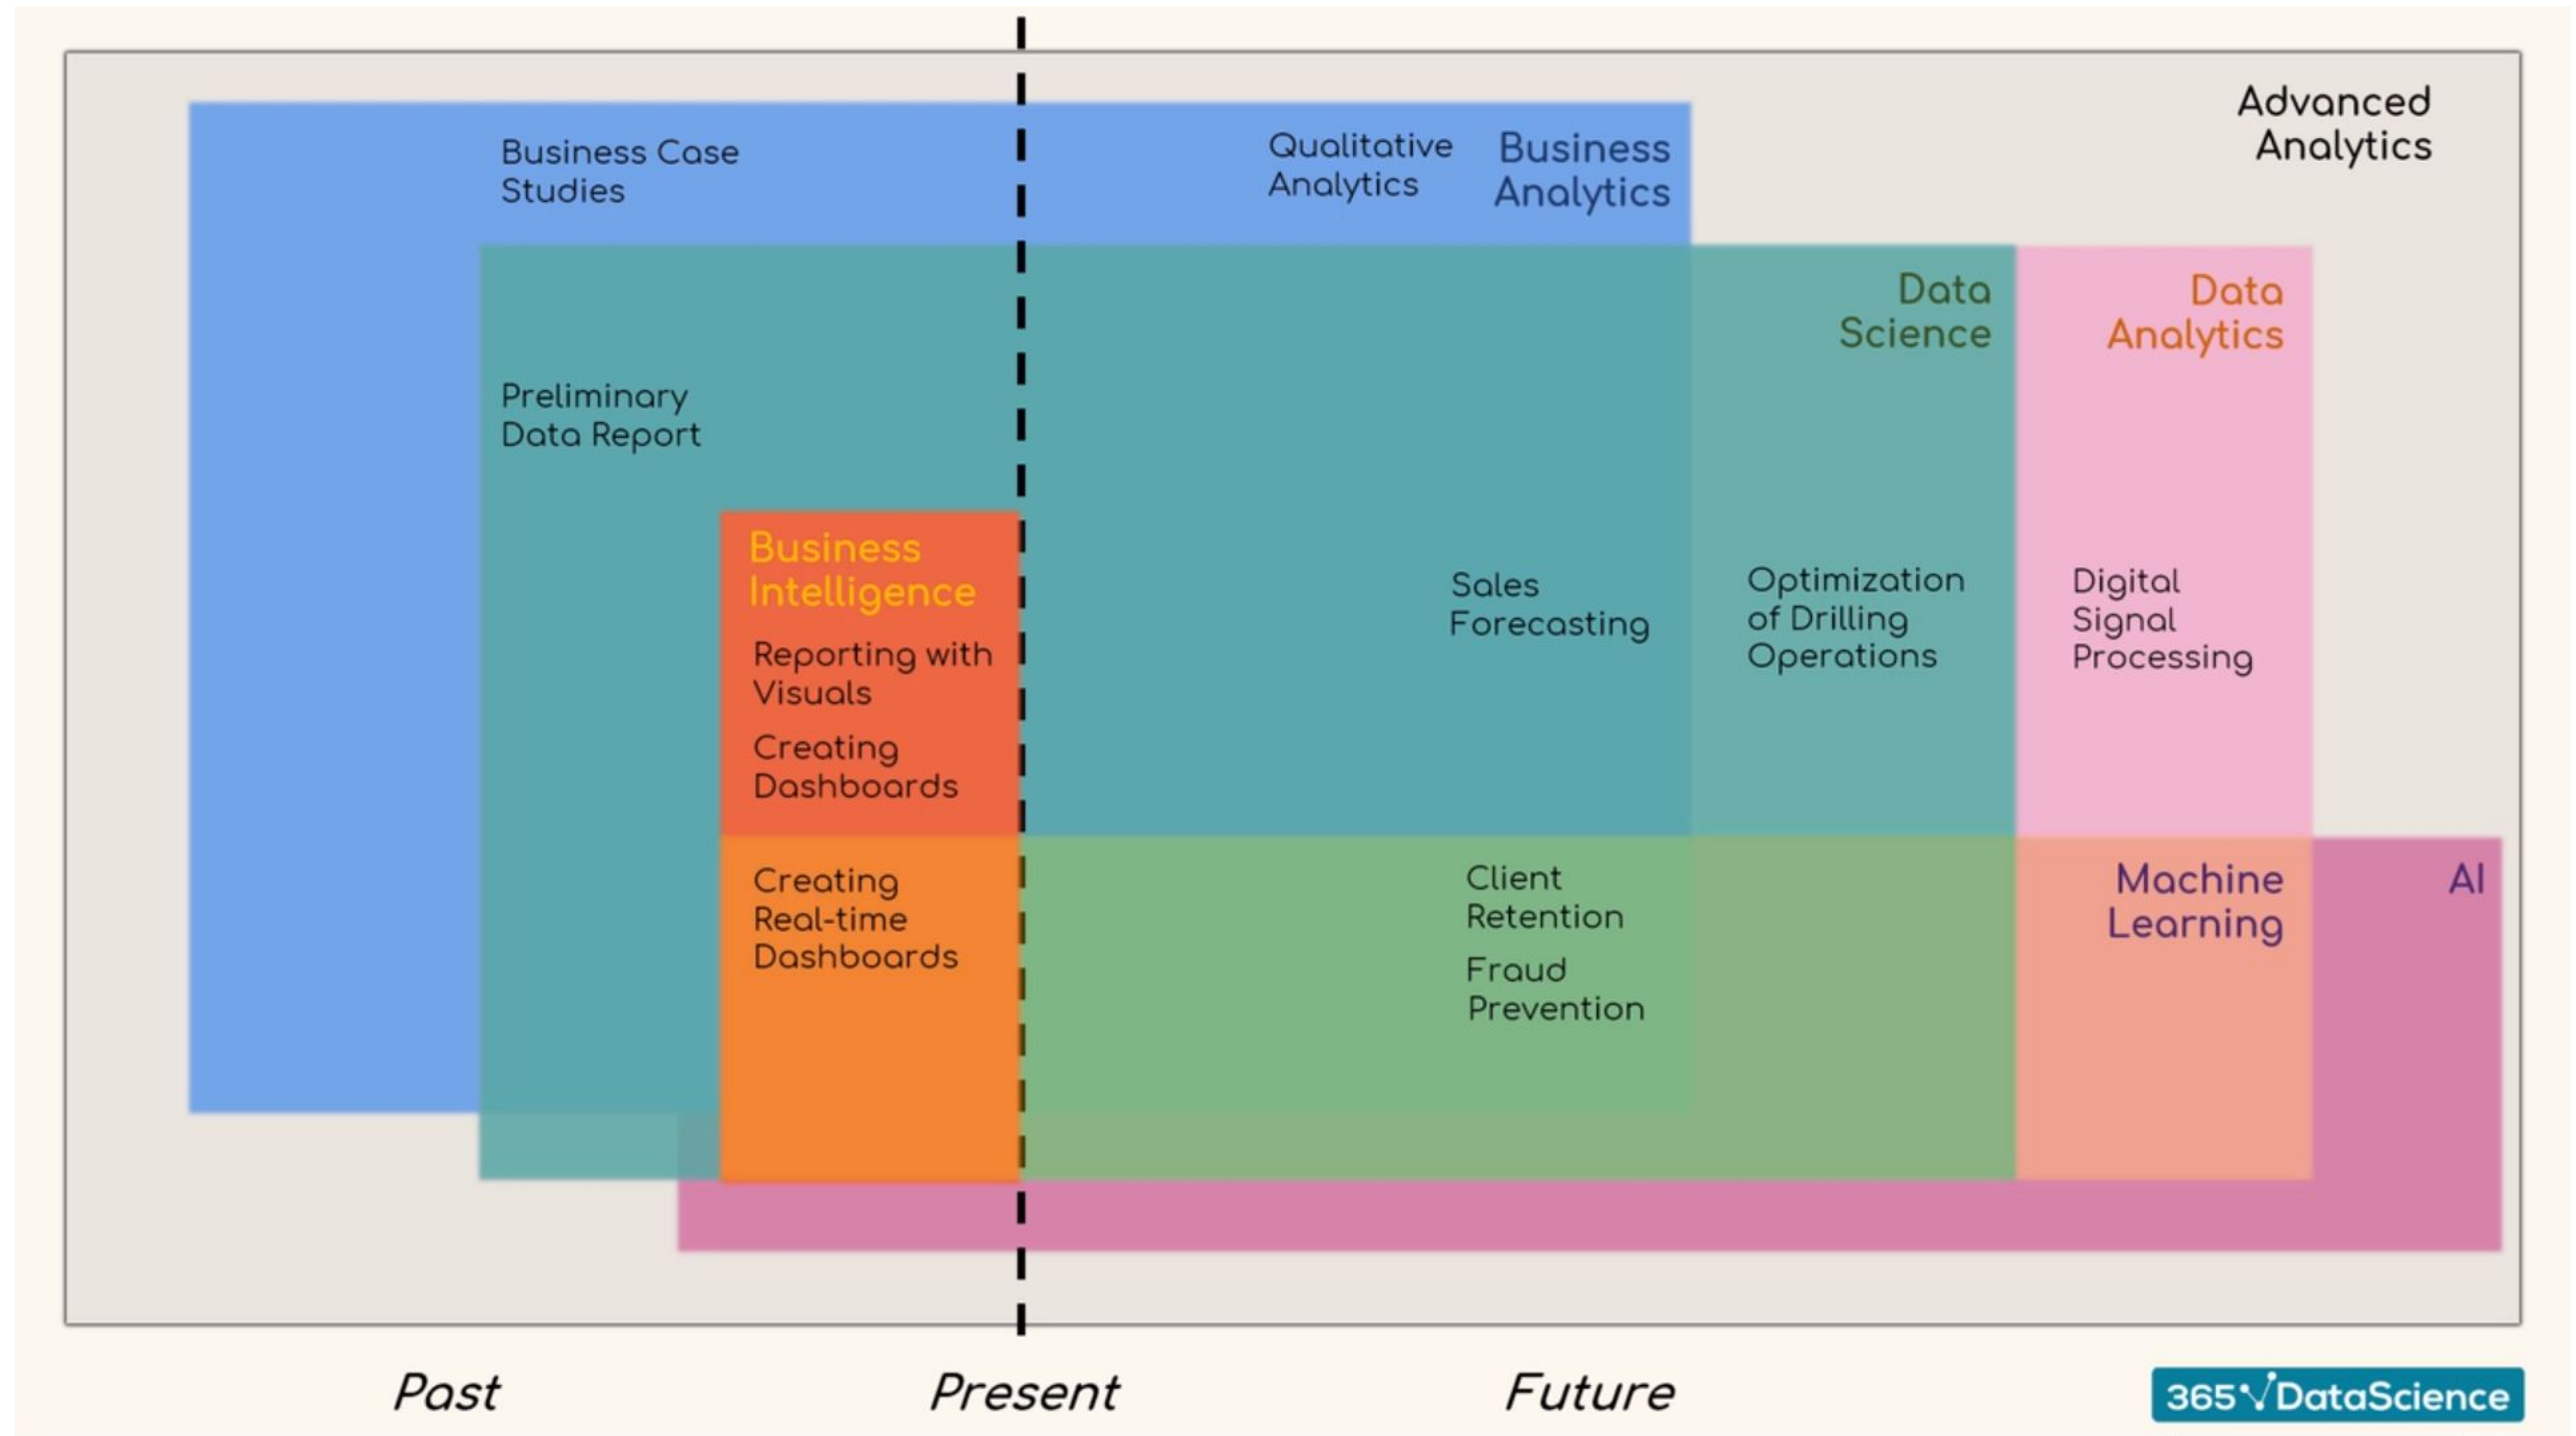 Advanced
Analytics
Business Case
Studies
Qualitative
Analytics
Business
Analytics
Data
Science
Data
Analytics
Preliminary
Data Report
Business
Intelligence
Reporting with
Visuals
Creating
Dashboards
Sales
Forecasting
Optimization
of Drilling
Operations
Digital
Signal
Processing
Creating
Real-time
Dashboards
Client
Retention
Fraud
Prevention
Machine
Learning
AI
Past
Present
Future
365 DataScience